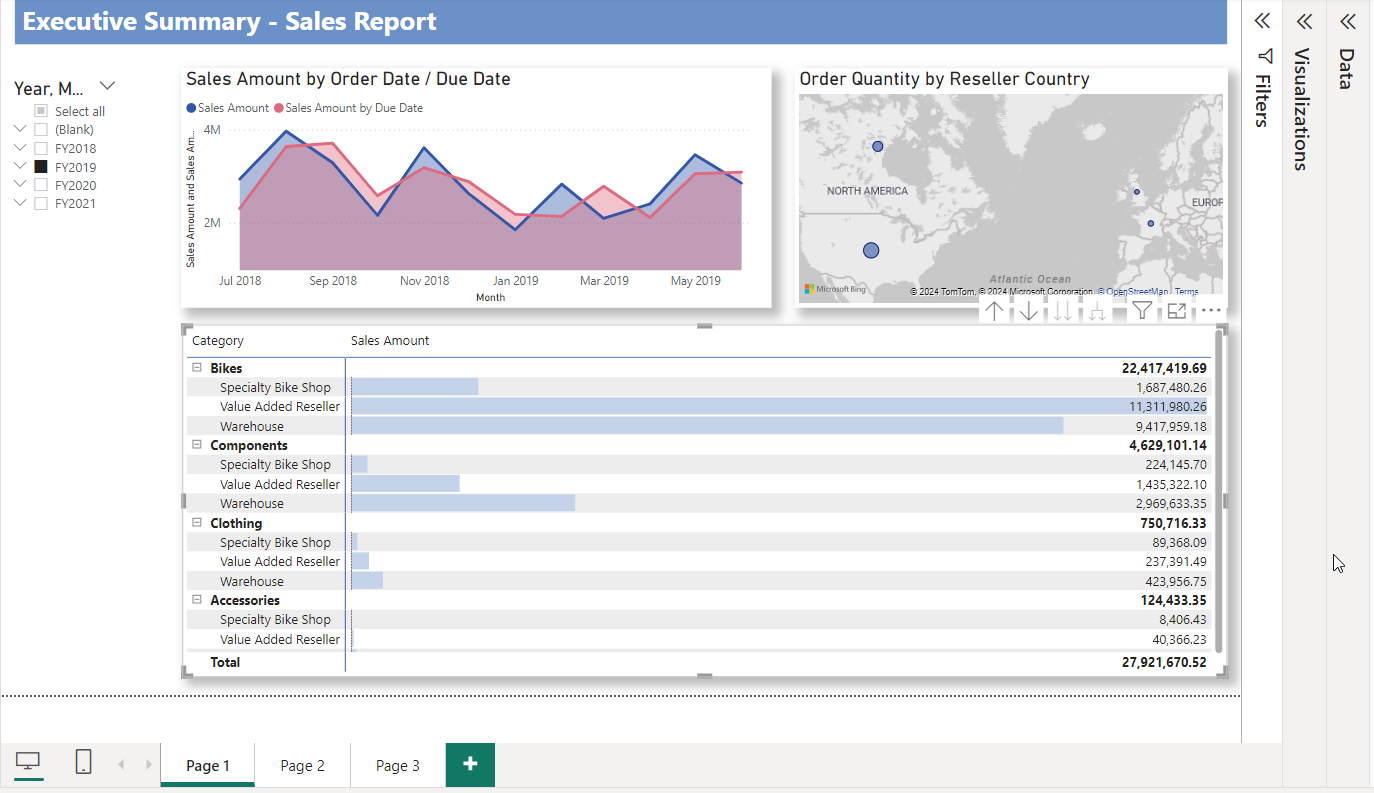 Executive Summary - Sales Report
Filters
Visualizations
Data
Year, M...
Select all
(Blank)
FY2018
FY2019
FY2020
FY2021
Sales Amount by Order Date / Due Date
Sales Amount Sales Amount by Due Date
Sales Amount and Sales Am...
4M
2M
Jul 2018 Sep 2018 Nov 2018 Jan 2019 Mar 2019 May 2019
Month
Order Quantity by Reseller Country
NORTH AMERICA
EUROP
Atlantic Ocean
Microsoft Bing
© 2024 TomTom, © 2024 Microsoft Corporation, © OpenStreetMap Terms
Category Sales Amount
Bikes 22,417,419.69
Specialty Bike Shop 1,687,480.26
Value Added Reseller 11,311,980.26
Warehouse 9,417,959.18
Components 4,629,101.14
Specialty Bike Shop 224,145.70
Value Added Reseller 1,435,322.10
Warehouse 2,969,633.35
Clothing 750,716.33
Specialty Bike Shop 89,368.09
Value Added Reseller 237,391.49
Warehouse 423,956.75
Accessories 124,433.35
Specialty Bike Shop 8,406.43
Value Added Reseller 40,366.23
Total 27,921,670.52
Page 1 Page 2 Page 3